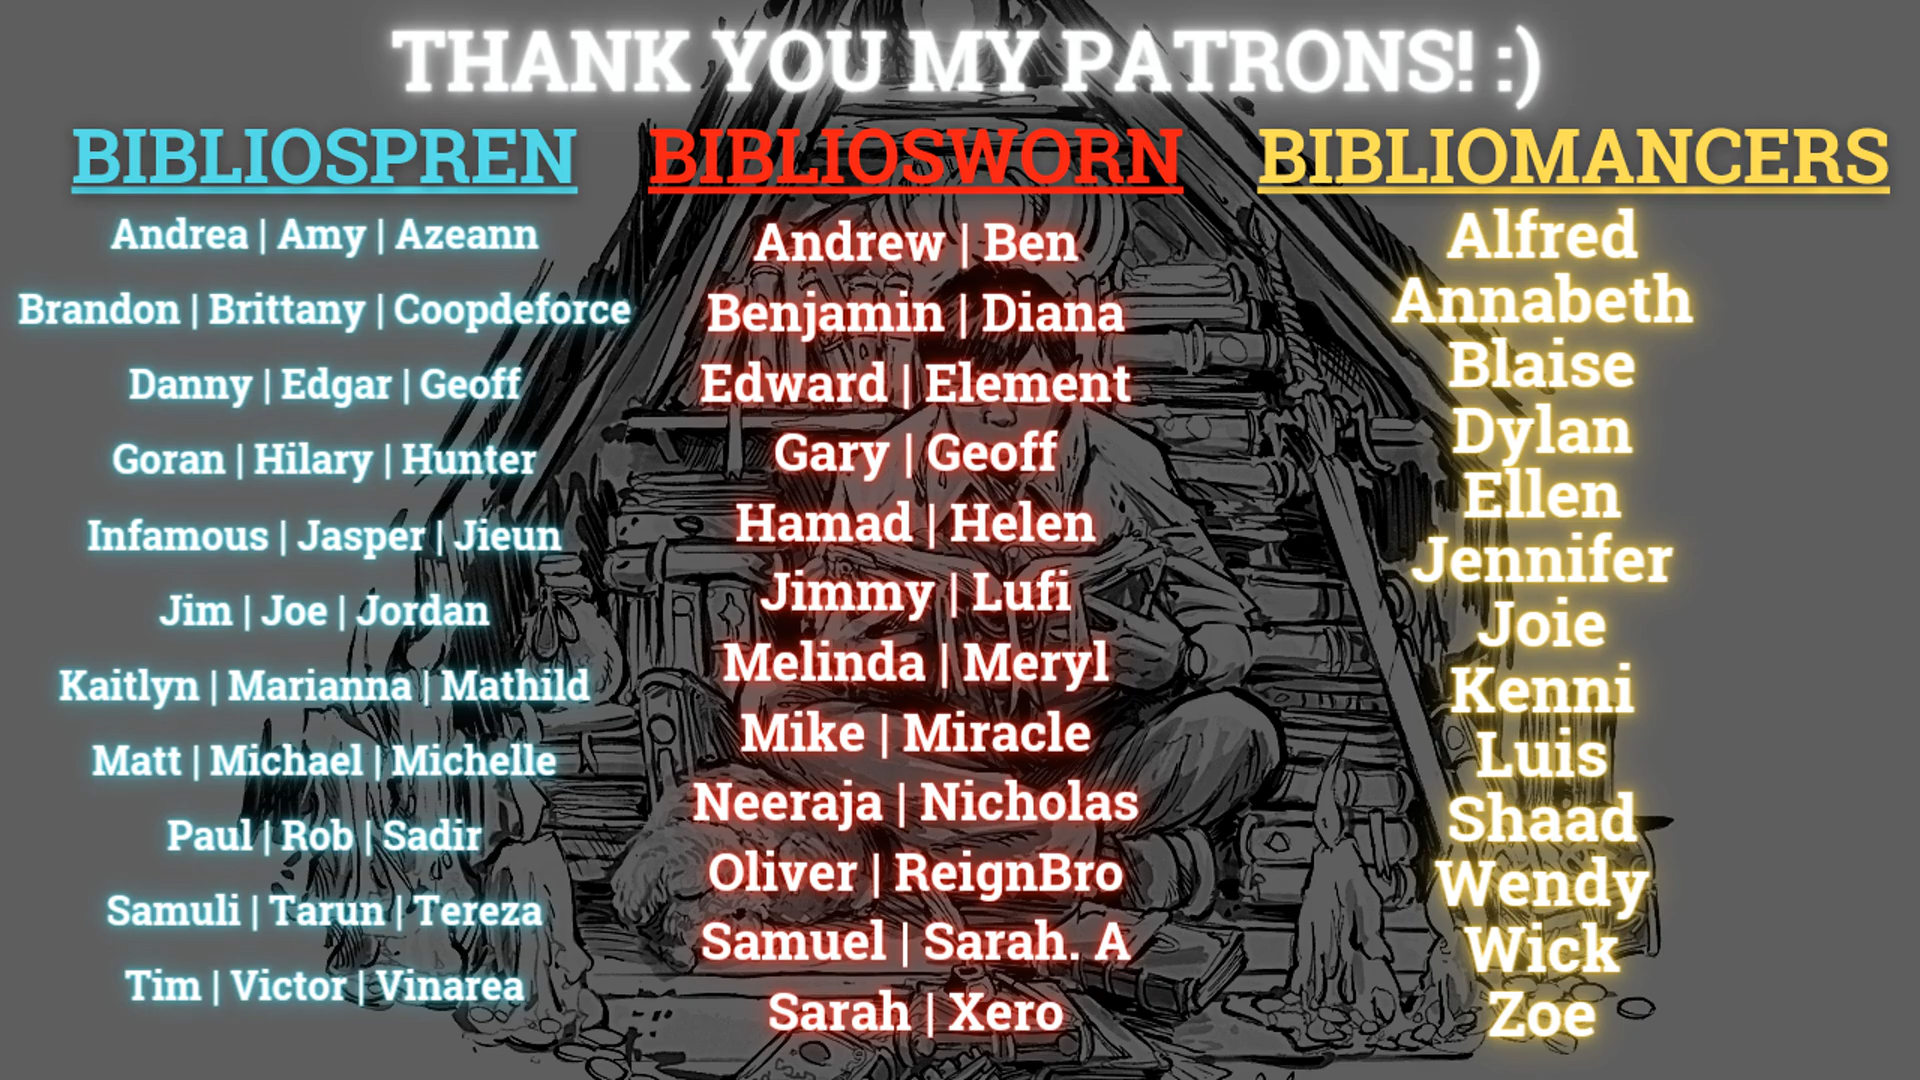 THANK YOU MY PATRONS! :)
BIBLIOSPREN
Andrea | Amy | Azeann
Brandon | Brittany | Coopdeforce
Danny | Edgar | Geoff
Goran | Hilary | Hunter
Infamous | Jasper | Jieun
Jim | Joe | Jordan
Kaitlyn | Marianna | Mathild
Matt | Michael | Michelle
Paul | Rob | Sadir
Samuli | Tarun | Tereza
Tim | Victor | Vinarea
BIBLIOSWORN
Andrew | Ben
Benjamin | Diana
Edward | Element
Gary | Geoff
Hamad | Helen
Jimmy | Lufi
Melinda | Meryl
Mike | Miracle
Neeraja | Nicholas
Oliver | ReignBro
Samuel | Sarah. A
Sarah | Xero
BIBLIOMANCERS
Alfred
Annabeth
Blaise
Dylan
Ellen
Jennifer
Joie
Kenni
Luis
Shaad
Wendy
Wick
Zoe